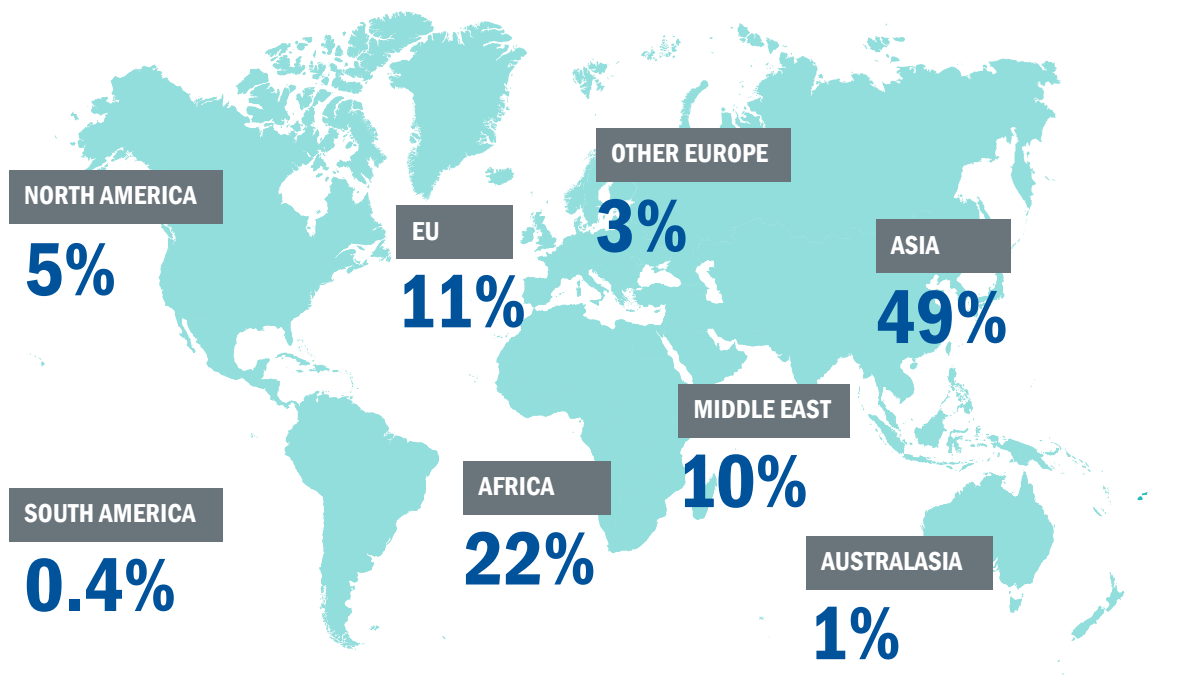 OTHER EUROPE
3%
NORTH AMERICA
5%
EU
11%
ASIA
49%
MIDDLE EAST
10%
AFRICA
22%
SOUTH AMERICA
0.4%
AUSTRALASIA
1%